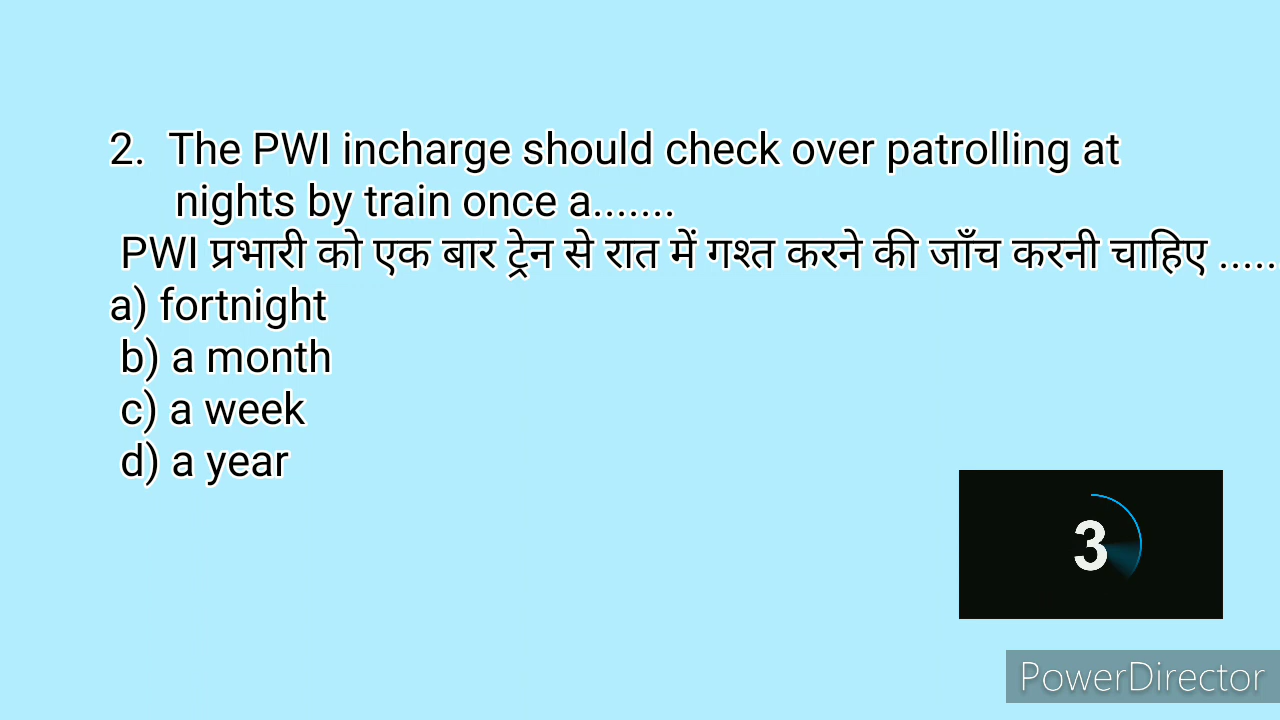 2. The PWI incharge should check over patrolling at
nights by train once a.......
PWI प्रभारी को एक बार ट्रेन से रात में गश्त करने की जाँच करनी चाहिए ......
a) fortnight
b) a month
c) a week
d) a year
3
PowerDirector